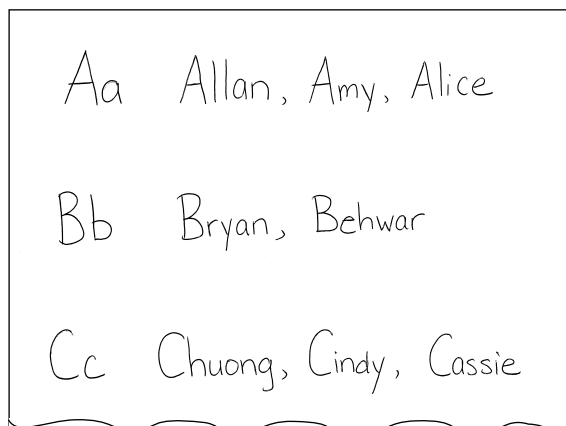 Aa Allan, Amy, Alice
Bb Bryan, Behwar
Cc Chuong, Cindy, Cassie